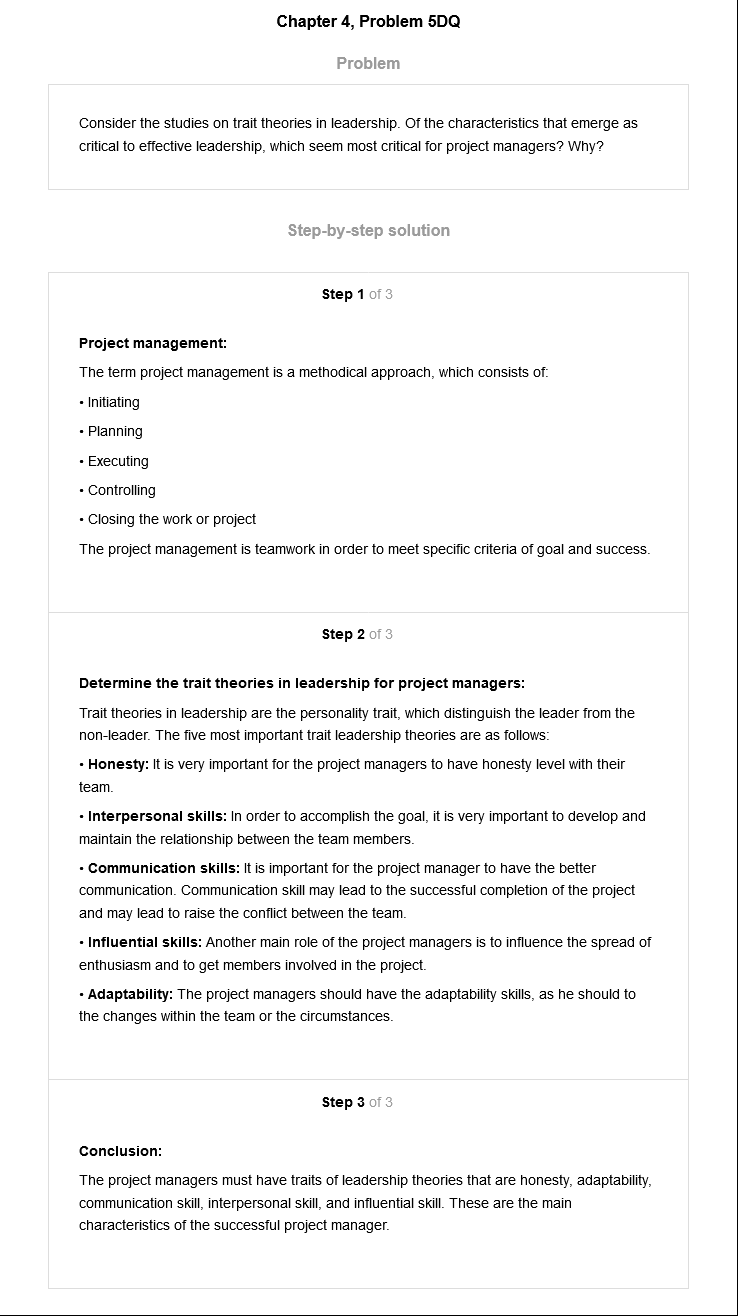 Chapter 4, Problem 5DQ
Problem
Consider the studies on trait theories in leadership. Of the characteristics that emerge as
critical to effective leadership, which seem most critical for project managers? Why?
Step-by-step solution
Step 1 of 3
Project management:
The term project management is a methodical approach, which consists of:
• Initiating
• Planning
• Executing
• Controlling
• Closing the work or project
The project management is teamwork in order to meet specific criteria of goal and success.
Step 2 of 3
Determine the trait theories in leadership for project managers:
Trait theories in leadership are the personality trait, which distinguish the leader from the
non-leader. The five most important trait leadership theories are as follows:
• Honesty: It is very important for the project managers to have honesty level with their
team.
• Interpersonal skills: In order to accomplish the goal, it is very important to develop and
maintain the relationship between the team members.
• Communication skills: It is important for the project manager to have the better
communication. Communication skill may lead to the successful completion of the project
and may lead to raise the conflict between the team.
• Influential skills: Another main role of the project managers is to influence the spread of
enthusiasm and to get members involved in the project.
• Adaptability: The project managers should have the adaptability skills, as he should to
the changes within the team or the circumstances.
Step 3 of 3
Conclusion:
The project managers must have traits of leadership theories that are honesty, adaptability,
communication skill, interpersonal skill, and influential skill. These are the main
characteristics of the successful project manager.